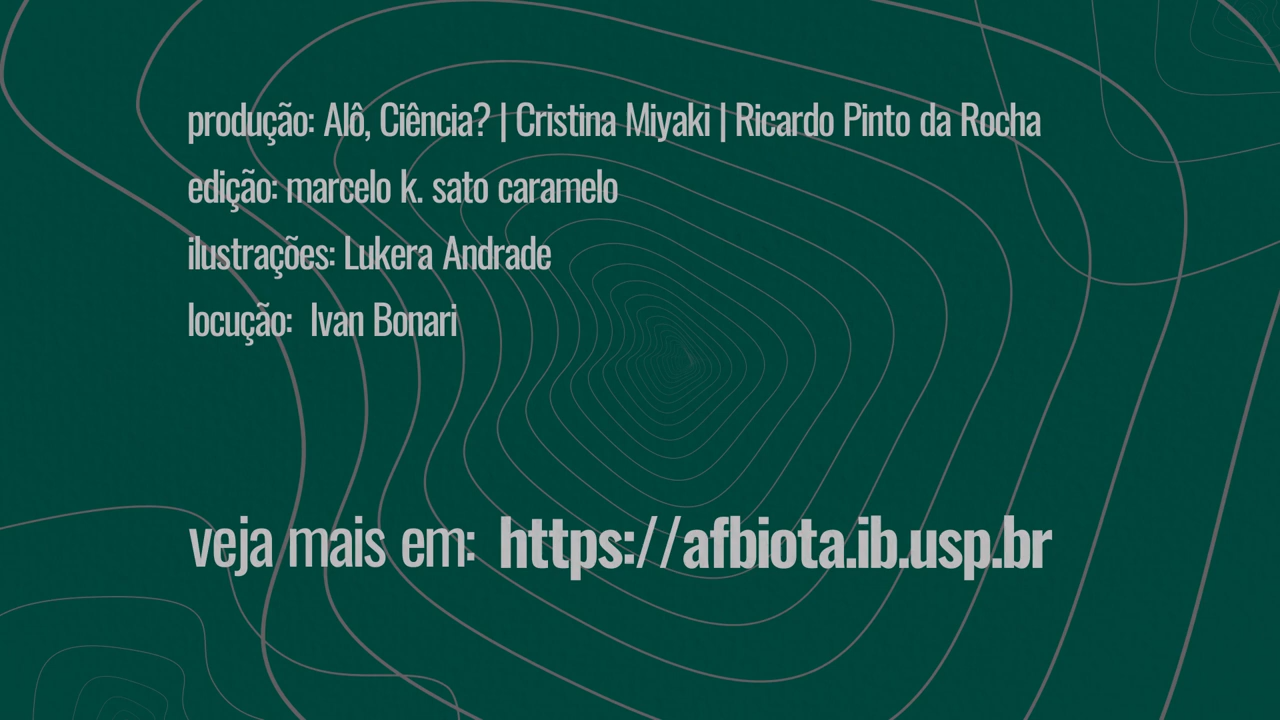 produção: Alô, Ciência? | Cristina Miyaki | Ricardo Pinto da Rocha
edição: marcelo k. sato caramelo
ilustrações: Lukera Andrade
locução: Ivan Bonari
veja mais em: https://afbiota.ib.usp.br